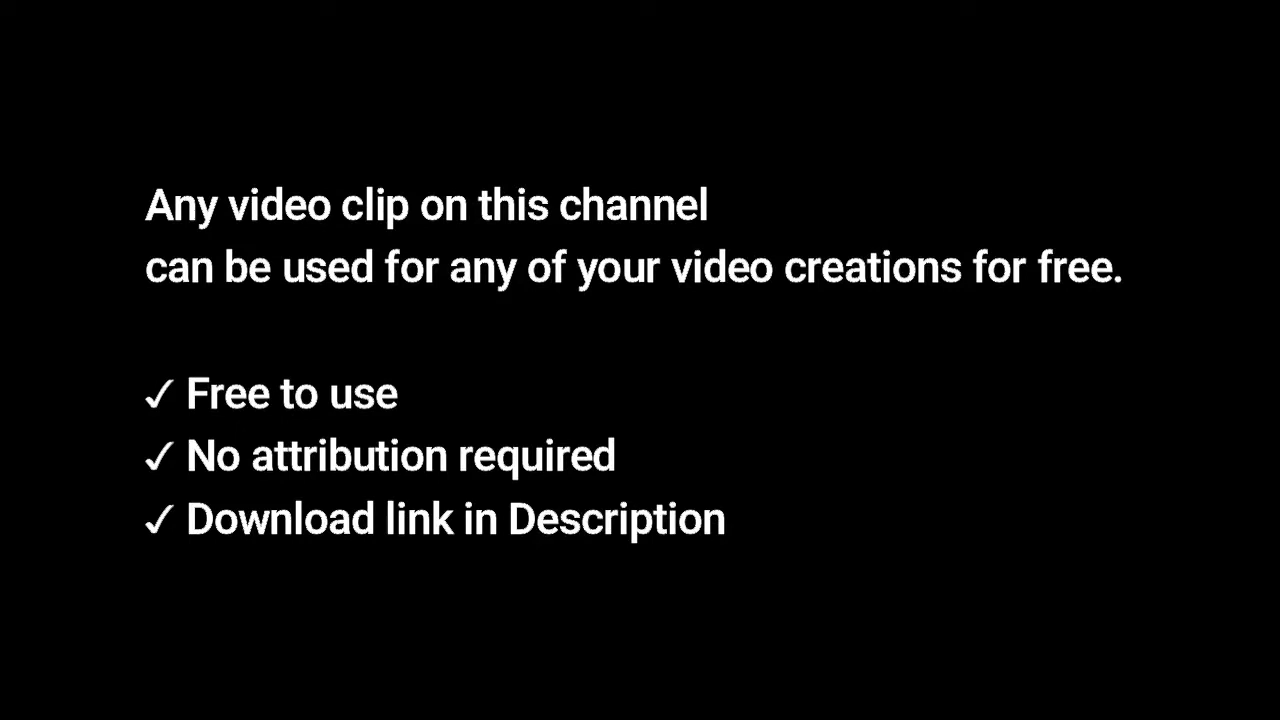 Any video clip on this channel
can be used for any of your video creations for free.
✓ Free to use
✓ No attribution required
✓ Download link in Description